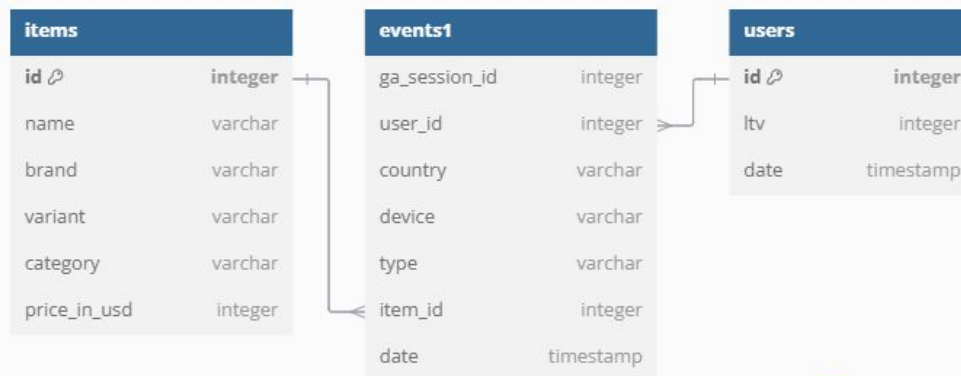 items
id integer
name varchar
brand varchar
variant varchar
category varchar
price_in_usd integer
events1
ga_session_id integer
user_id integer
country varchar
device varchar
type varchar
item_id integer
date timestamp
users
id integer
ltv integer
date timestamp